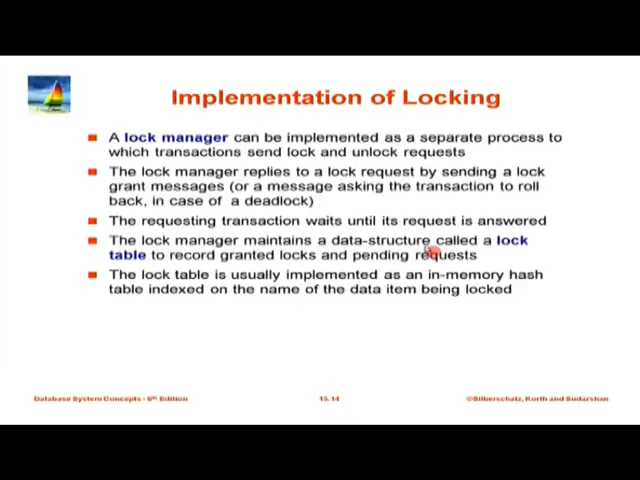 Implementation of Locking
A lock manager can be implemented as a separate process to
which transactions send lock and unlock requests
The lock manager replies to a lock request by sending a lock
grant messages (or a message asking the transaction to roll
back, in case of a deadlock)
The requesting transaction waits until its request is answered
The lock manager maintains a data-structure called a lock
table to record granted locks and pending requests
The lock table is usually implemented as an in-memory hash
table indexed on the name of the data item being locked
Database System Concepts - 6th Edition 15.14 ©Silberschatz, Korth and Sudarshan